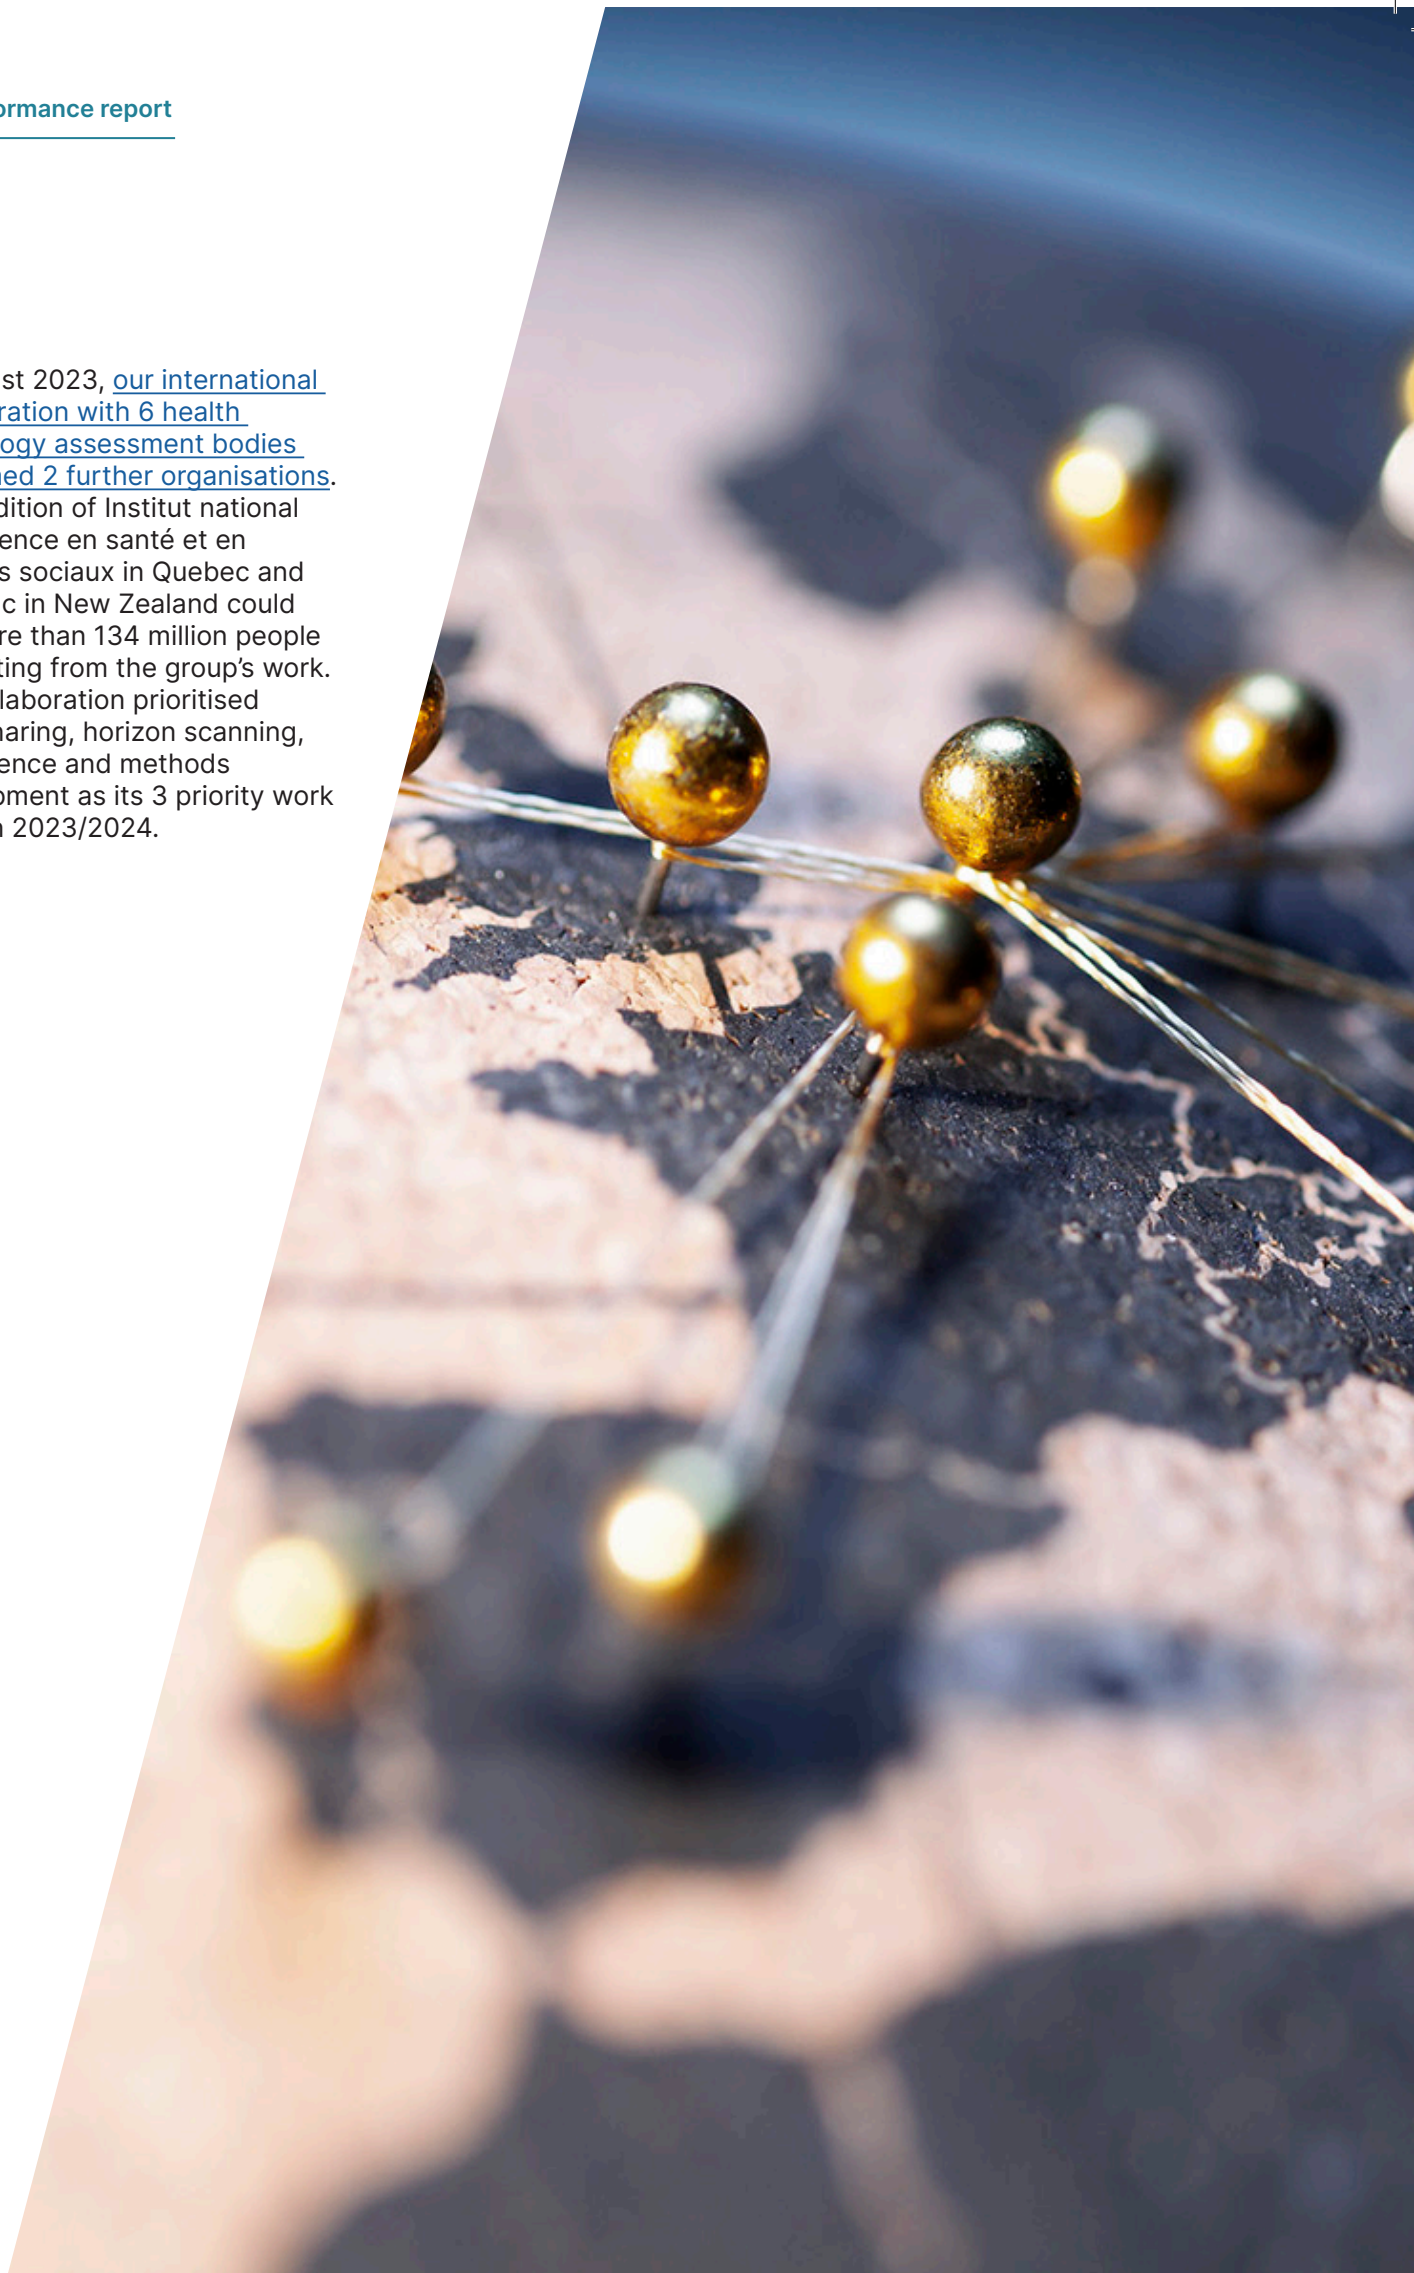 ormance report
st 2023, our international
ration with 6 health
ogy assessment bodies
ned 2 further organisations.
dition of Institut national
ence en santé et en
s sociaux in Quebec and
c in New Zealand could
re than 134 million people
ting from the group’s work.
laboration prioritised
haring, horizon scanning,
ence and methods
pment as its 3 priority work
n 2023/2024.